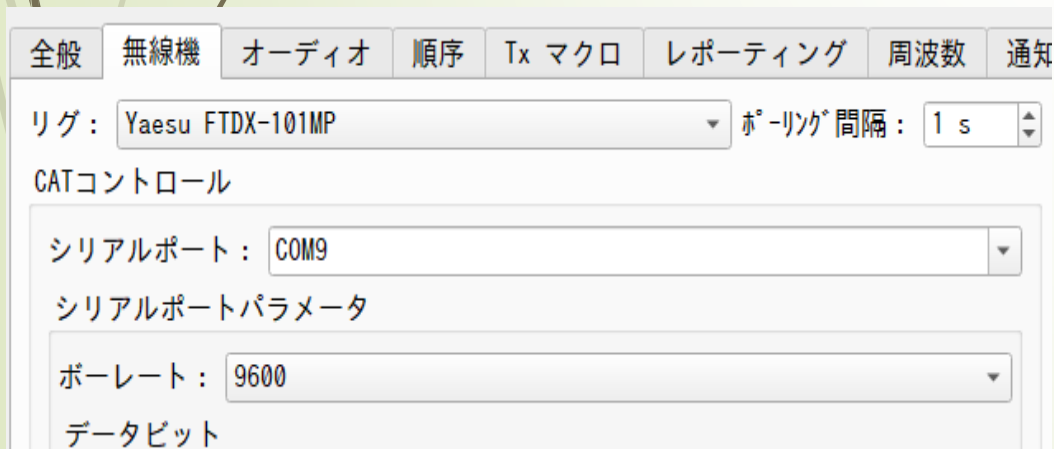 全般 無線機 オーディオ 順序 Tx マクロ レポーティング 周波数 通知
リグ： Yaesu FTDX-101MP ﾎﾟｰﾘﾝｸﾞ間隔： 1 s
CATコントロール
シリアルポート： COM9
シリアルポートパラメータ
ボーレート： 9600
データビット